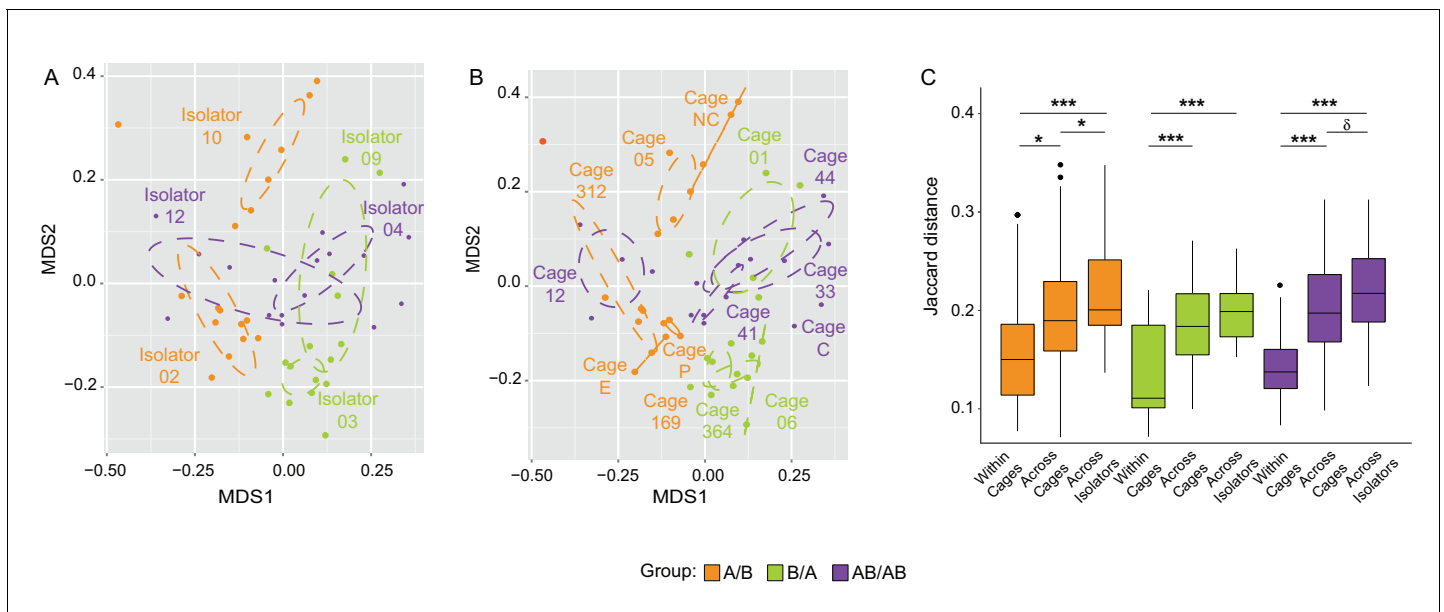 A
MDS2
0.4
0.2
0.0
−0.2
−0.50
−0.25
0.00
0.25
MDS1
Isolator
10
Isolator
09
Isolator
12
Isolator
04
Isolator
02
Isolator
03
B
MDS2
0.4
0.2
0.0
−0.2
−0.50
−0.25
0.00
0.25
MDS1
Cage
NC
Cage
05
Cage
01
Cage
312
Cage
44
Cage
12
Cage
33
Cage
41
Cage
C
Cage
E
Cage
P
Cage
169
Cage
364
Cage
06
C
Jaccard distance
0.4
0.3
0.2
0.1
***
*
*
***
***
***
***
δ
Within
Cages
Across
Cages
Across
Isolators
Within
Cages
Across
Cages
Across
Isolators
Within
Cages
Across
Cages
Across
Isolators
Group: A/B B/A AB/AB